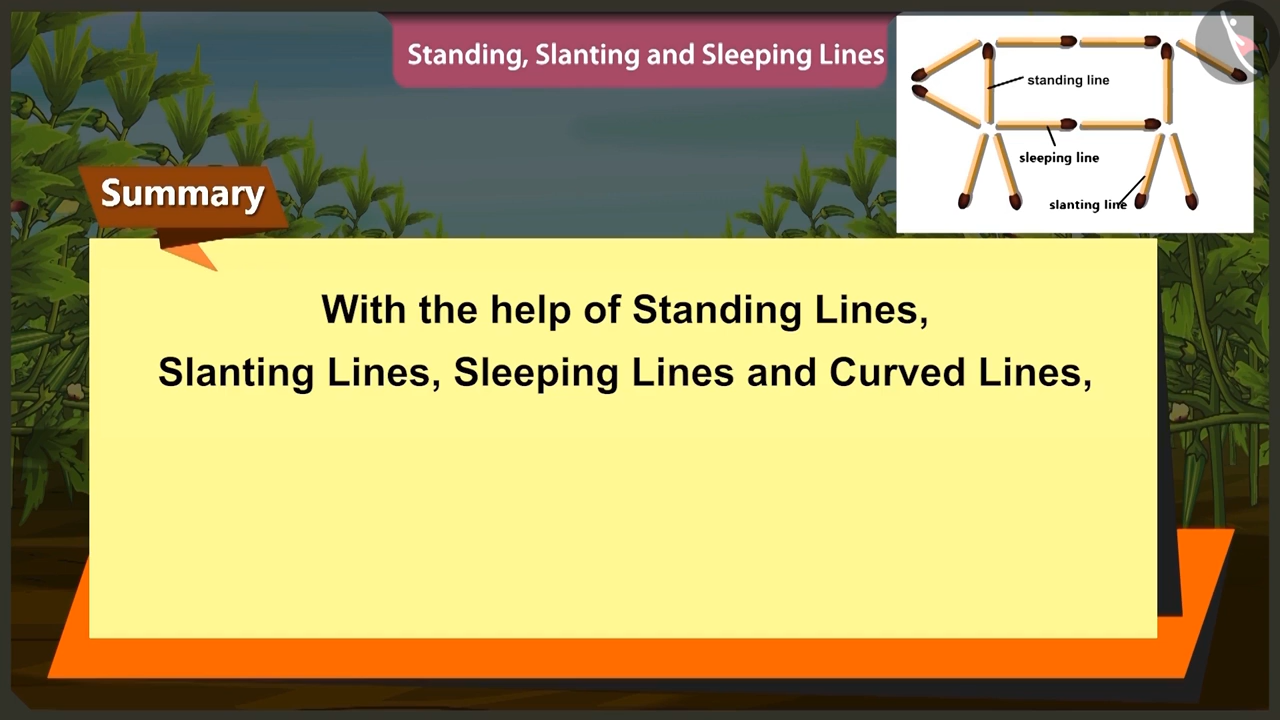 Standing, Slanting and Sleeping Lines
standing line
sleeping line
slanting line
Summary
With the help of Standing Lines,
Slanting Lines, Sleeping Lines and Curved Lines,